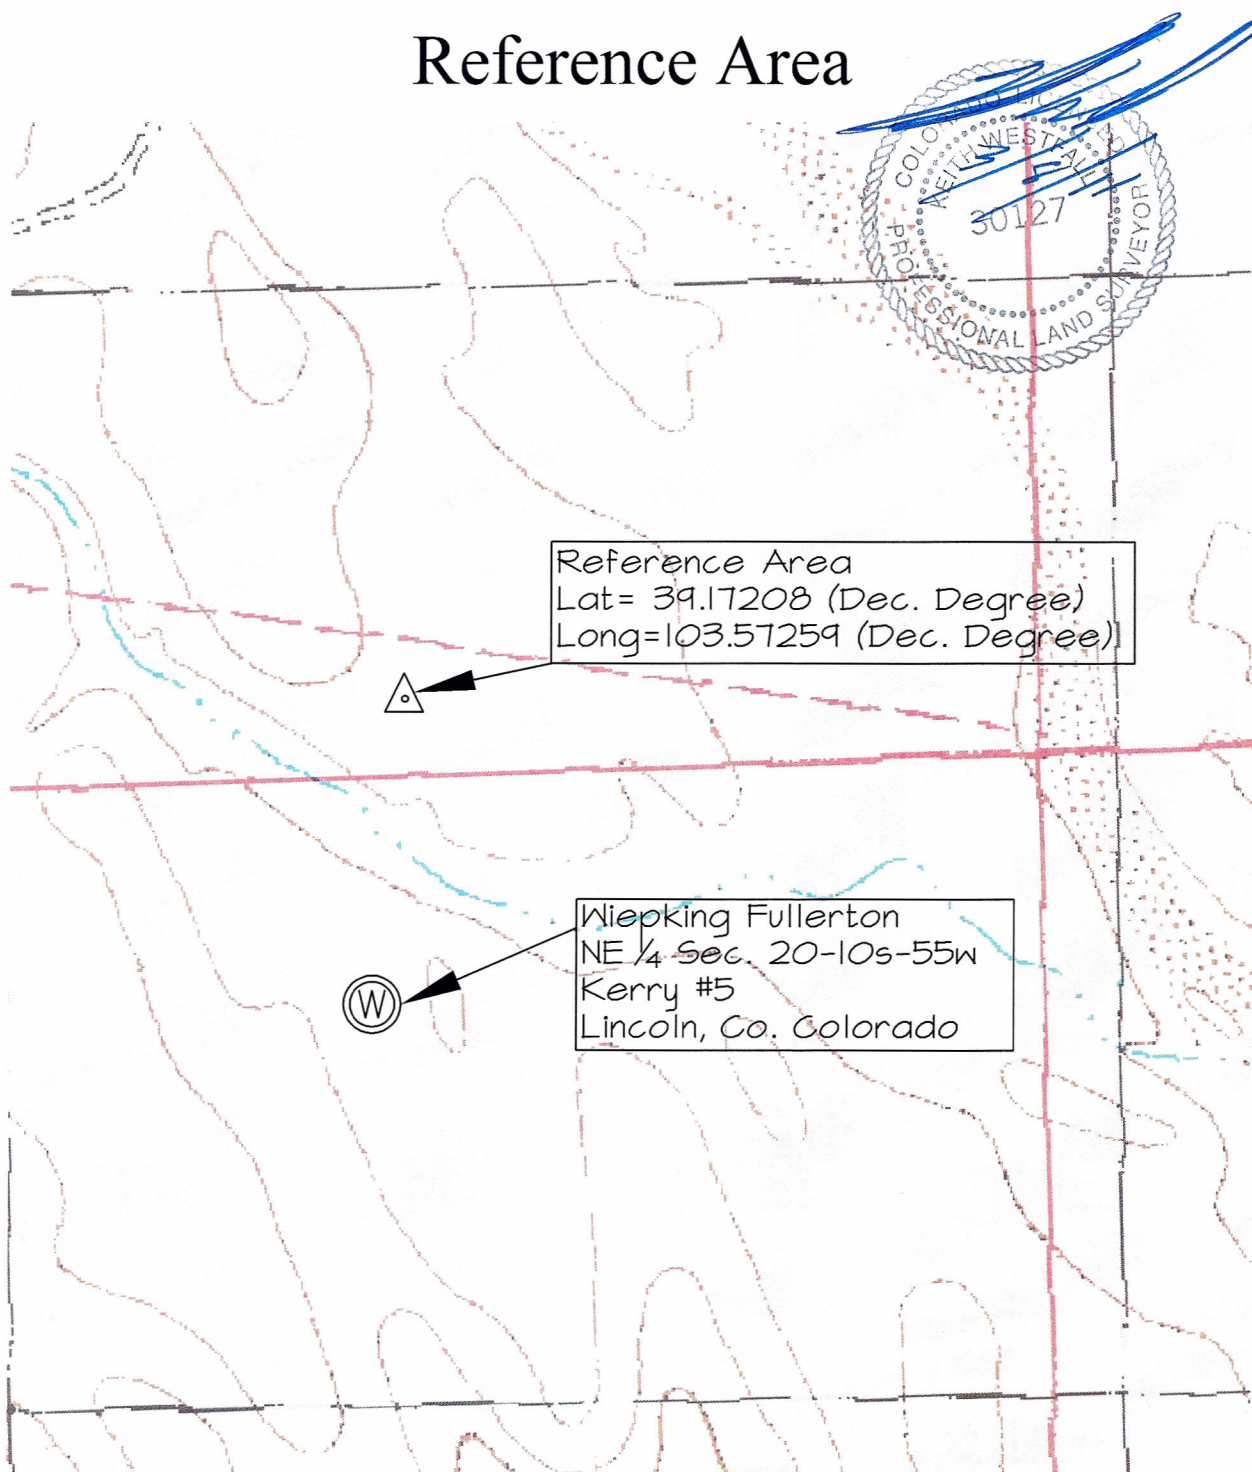 Reference Area
COLORADO LICENSED
KEITH WESTFALL
30127
PROFESSIONAL LAND SURVEYOR
Reference Area
Lat= 39.17208 (Dec. Degree)
Long=103.57259 (Dec. Degree)
Wiepking Fullerton
NE 1/4 Sec. 20-10s-55w
Kerry #5
Lincoln, Co. Colorado
W